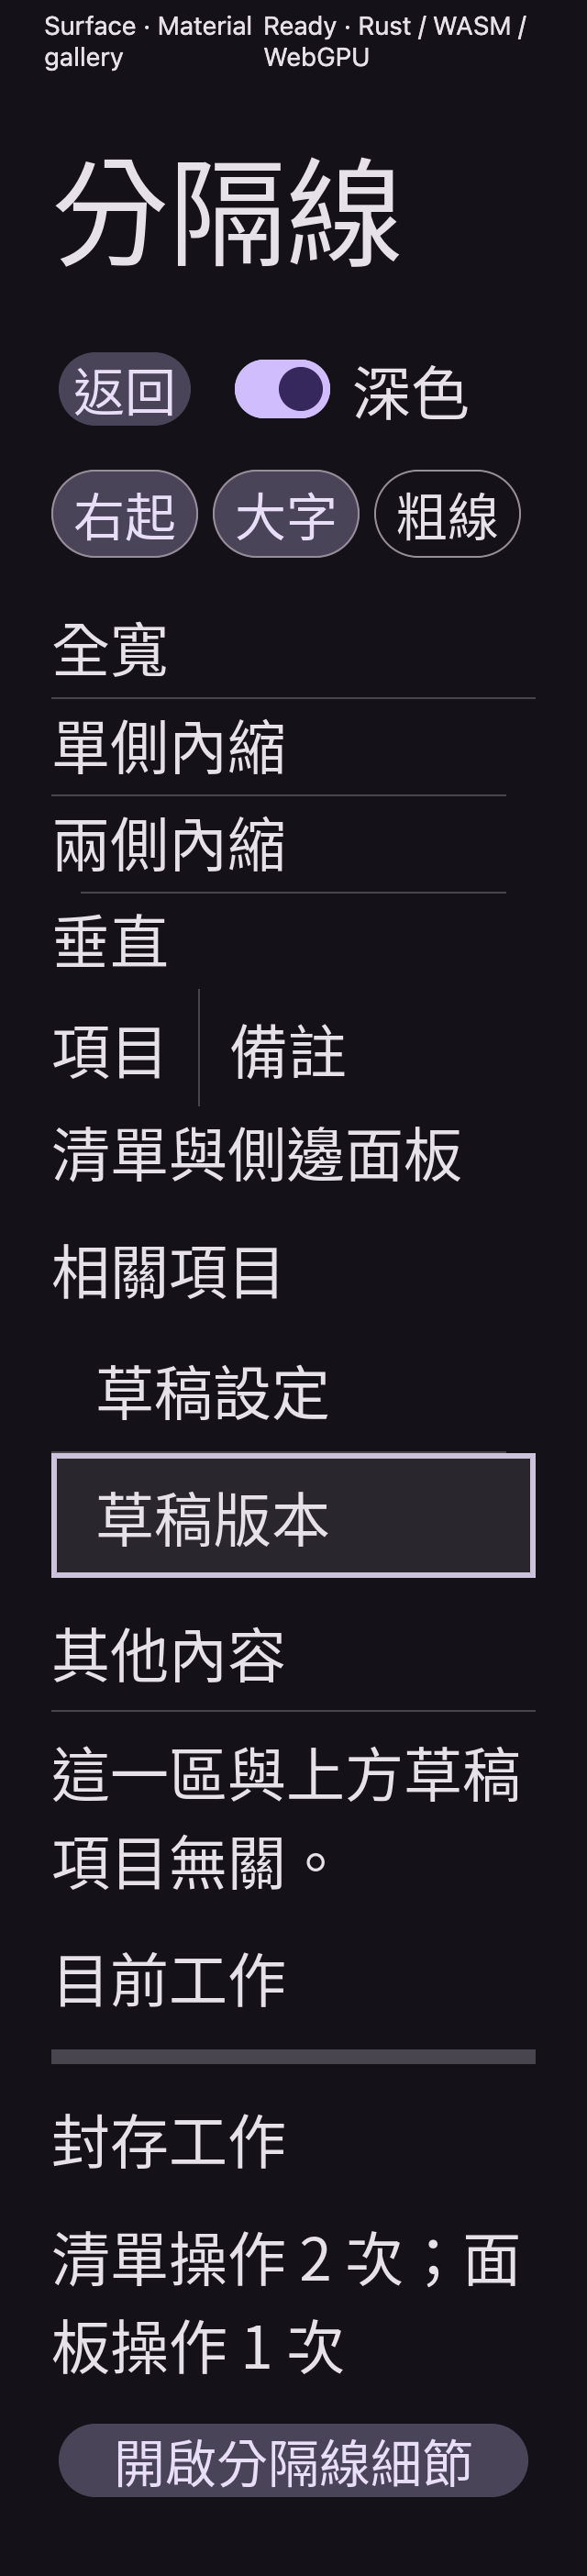 Surface · Material gallery
Ready · Rust / WASM / WebGPU
分隔線
返回
深色
右起
大字
粗線
全寬
單側內縮
兩側內縮
垂直
項目
備註
清單與側邊面板
相關項目
草稿設定
草稿版本
其他內容
這一區與上方草稿
項目無關。
目前工作
封存工作
清單操作 2 次；面
板操作 1 次
開啟分隔線細節